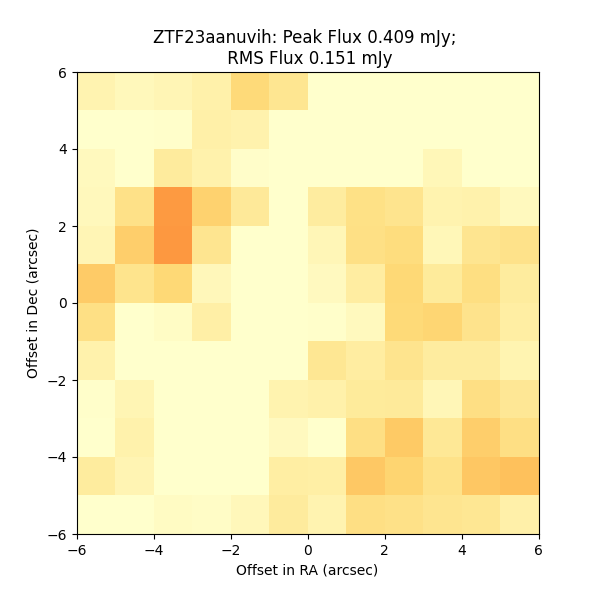 ZTF23aanuvih: Peak Flux 0.409 mJy;
RMS Flux 0.151 mJy
6
4
2
0
−2
−4
−6
Offset in Dec (arcsec)
−6 −4 −2 0 2 4 6
Offset in RA (arcsec)